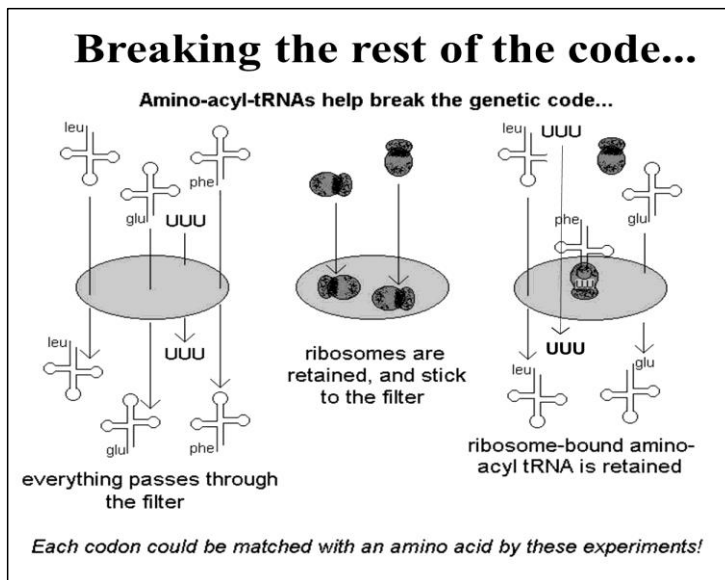 Breaking the rest of the code...
Amino-acyl-tRNAs help break the genetic code...
leu
glu
phe
UUU
leu
UUU
glu
phe
everything passes through
the filter
ribosomes are
retained, and stick
to the filter
leu
UUU
phe
glu
UUU
leu
glu
ribosome-bound amino-
acyl tRNA is retained
Each codon could be matched with an amino acid by these experiments!